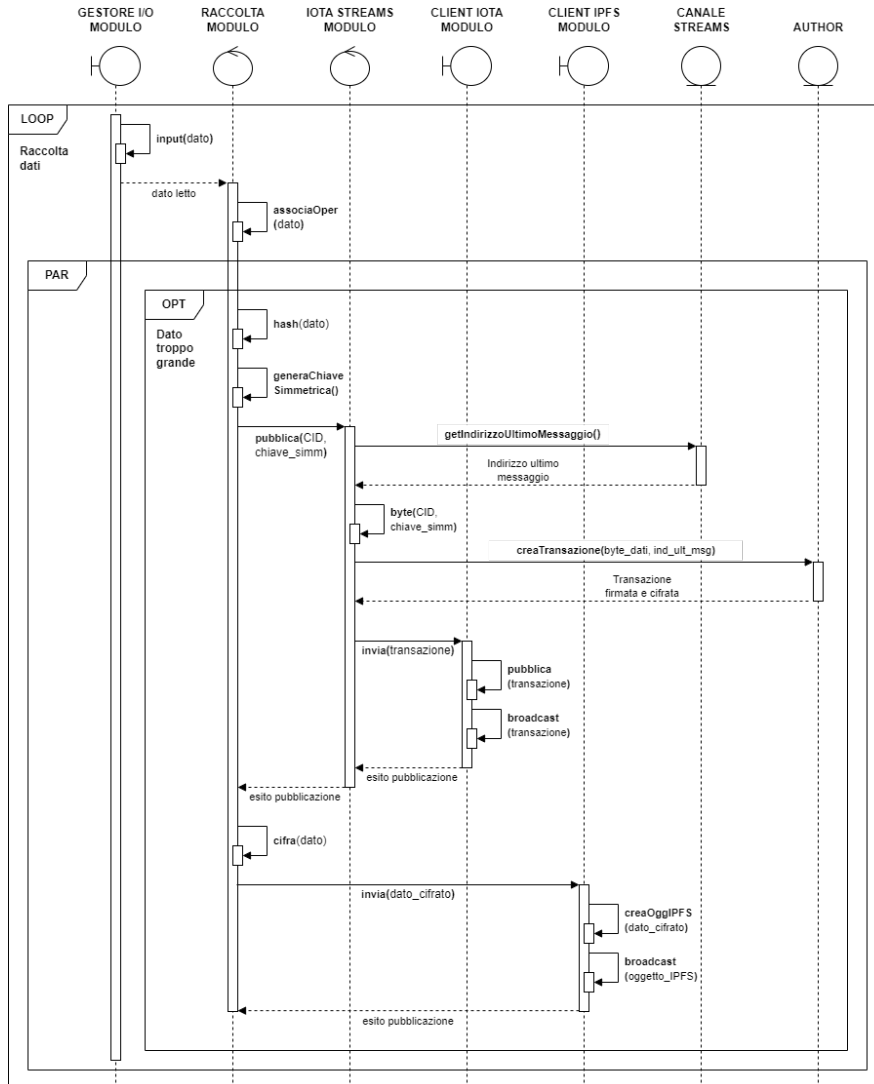 GESTORE I/O
MODULO
RACCOLTA
MODULO
IOTA STREAMS
MODULO
CLIENT IOTA
MODULO
CLIENT IPFS
MODULO
CANALE
STREAMS
AUTHOR
LOOP
Raccolta
dati
input(dato)
dato letto
associaOper
(dato)
PAR
OPT
Dato
troppo
grande
hash(dato)
generaChiave
Simmetrica()
pubblica(CID,
chiave_simm)
getIndirizzoUltimoMessaggio()
Indirizzo ultimo
messaggio
byte(CID,
chiave_simm)
creaTransazione(byte_dati, ind_ult_msg)
Transazione
firmata e cifrata
invia(transazione)
pubblica
(transazione)
broadcast
(transazione)
esito pubblicazione
esito pubblicazione
cifra(dato)
invia(dato_cifrato)
creaOggIPFS
(dato_cifrato)
broadcast
(oggetto_IPFS)
esito pubblicazione